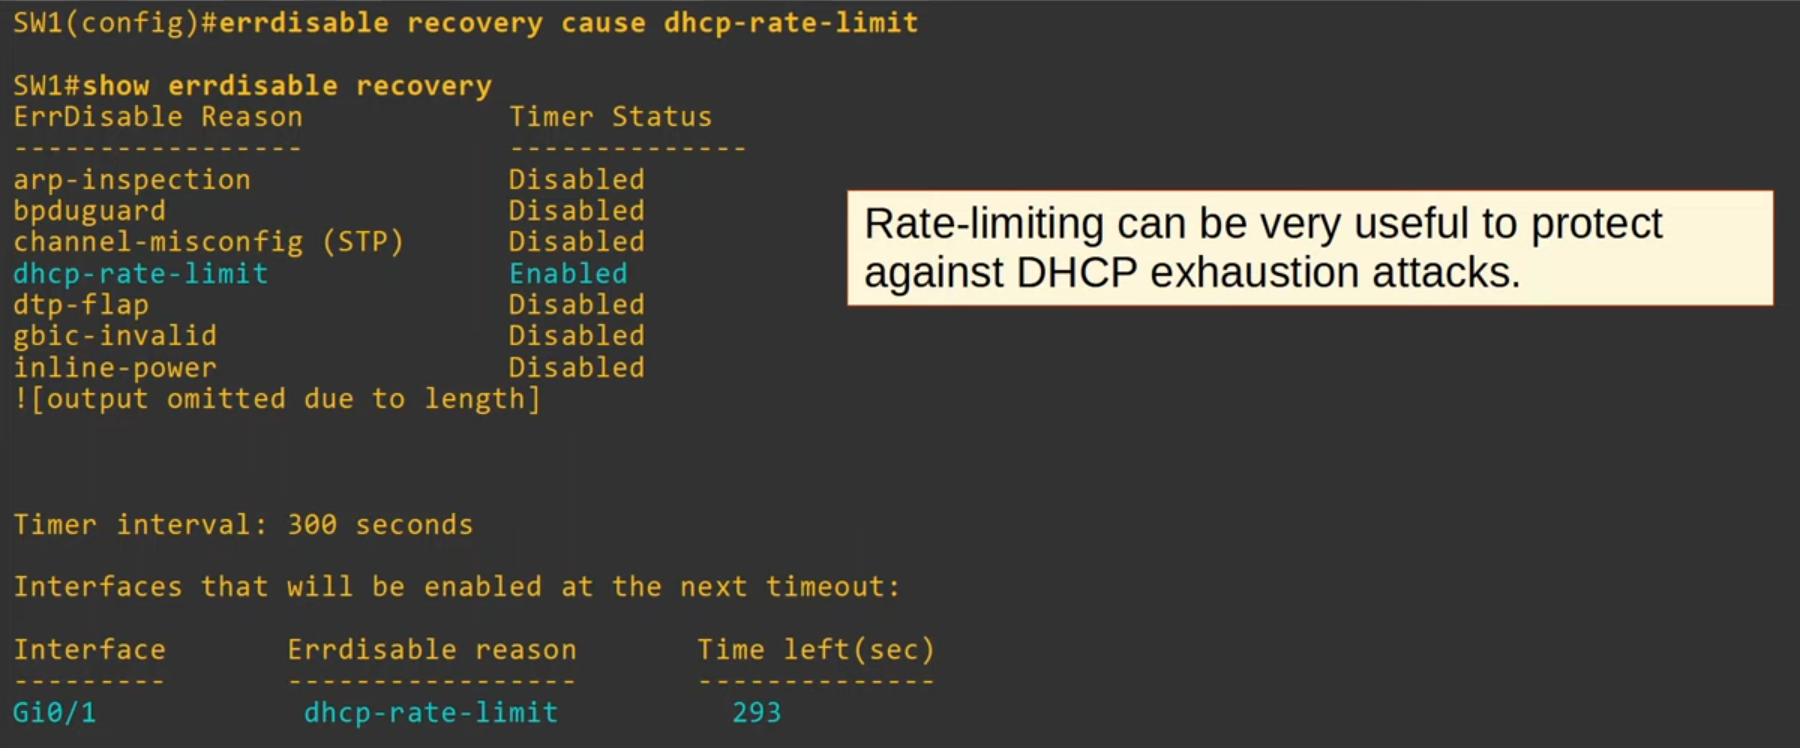 SW1(config)#errdisable recovery cause dhcp-rate-limit
SW1#show errdisable recovery
ErrDisable Reason Timer Status
----------------- --------------
arp-inspection Disabled
bpduguard Disabled
channel-misconfig (STP) Disabled
dhcp-rate-limit Enabled
dtp-flap Disabled
gbic-invalid Disabled
inline-power Disabled
![output omitted due to length]
Rate-limiting can be very useful to protect
against DHCP exhaustion attacks.
Timer interval: 300 seconds
Interfaces that will be enabled at the next timeout:
Interface Errdisable reason Time left(sec)
--------- ----------------- --------------
Gi0/1 dhcp-rate-limit 293